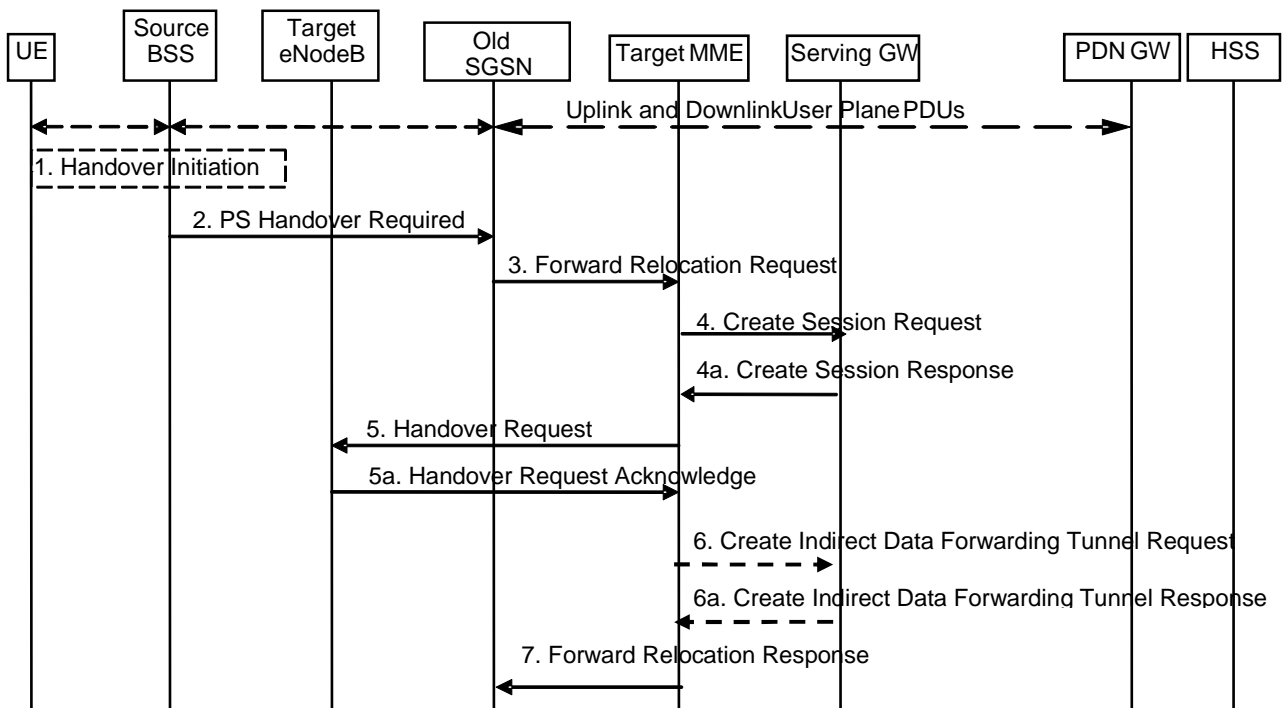 UE
Source
BSS
Target
eNodeB
Old
SGSN
Target MME
Serving GW
PDN GW
HSS
Uplink and DownlinkUser Plane PDUs
1. Handover Initiation
2. PS Handover Required
3. Forward Relocation Request
4. Create Session Request
4a. Create Session Response
5. Handover Request
5a. Handover Request Acknowledge
6. Create Indirect Data Forwarding Tunnel Request
6a. Create Indirect Data Forwarding Tunnel Response
7. Forward Relocation Response